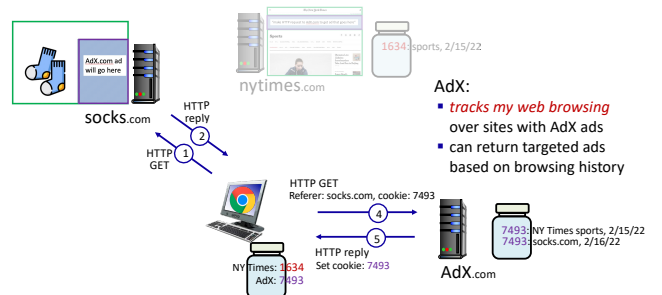 AdX.com ad
will go here
socks.com
Sports
nytimes.com
1634: sports, 2/15/22
AdX:
▪ tracks my web browsing
over sites with AdX ads
▪ can return targeted ads
based on browsing history
HTTP
reply
2
1
HTTP
GET
HTTP GET
Referer: socks.com, cookie: 7493
4
5
HTTP reply
Set cookie: 7493
NY Times: 1634
AdX: 7493
7493: NY Times sports, 2/15/22
7493: socks.com, 2/16/22
AdX.com